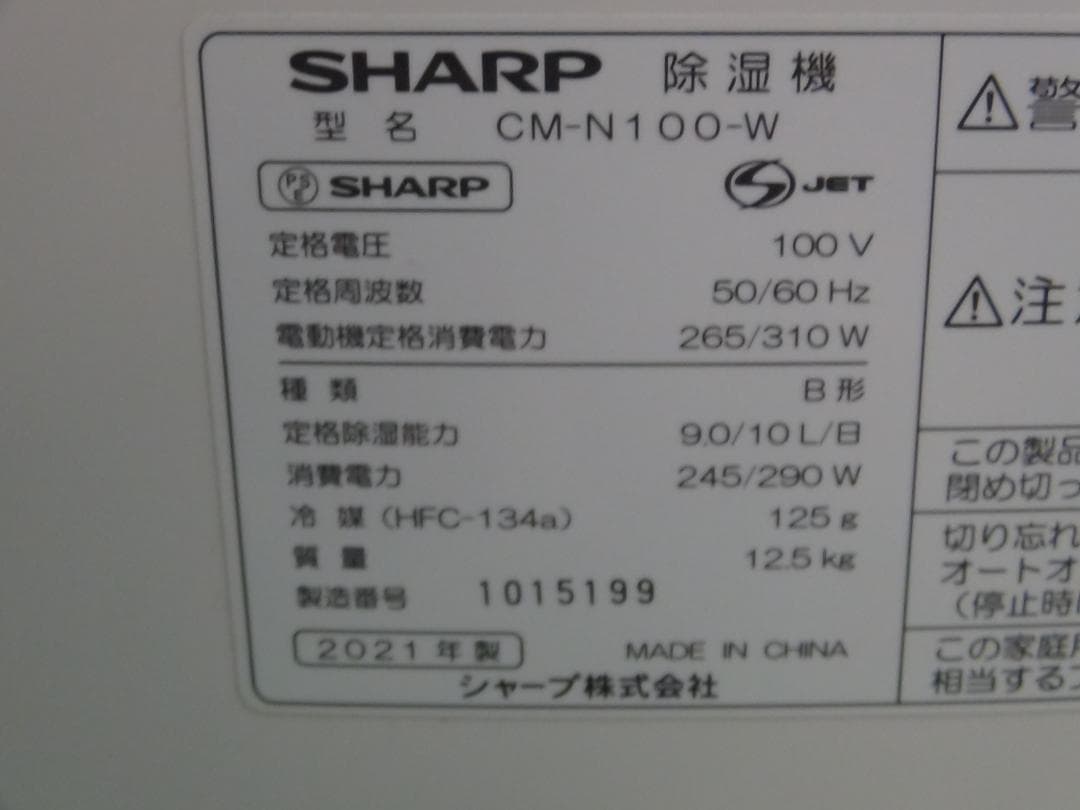 SHARP 除湿機
型名 CM-N100-W
PS E SHARP S JET
定格電圧 100 V
定格周波数 50/60 Hz
電動機定格消費電力 265/310 W
種類 B 形
定格除湿能力 9.0/10 L/日
消費電力 245/290 W
冷媒(HFC-134a) 125 g
質量 12.5 kg
製造番号 1015199
2021年製 MADE IN CHINA
シャープ株式会社
⚠警
⚠注
この製品
閉め切っ
切り忘れ
オートオ
(停止時
この家庭用
相当する